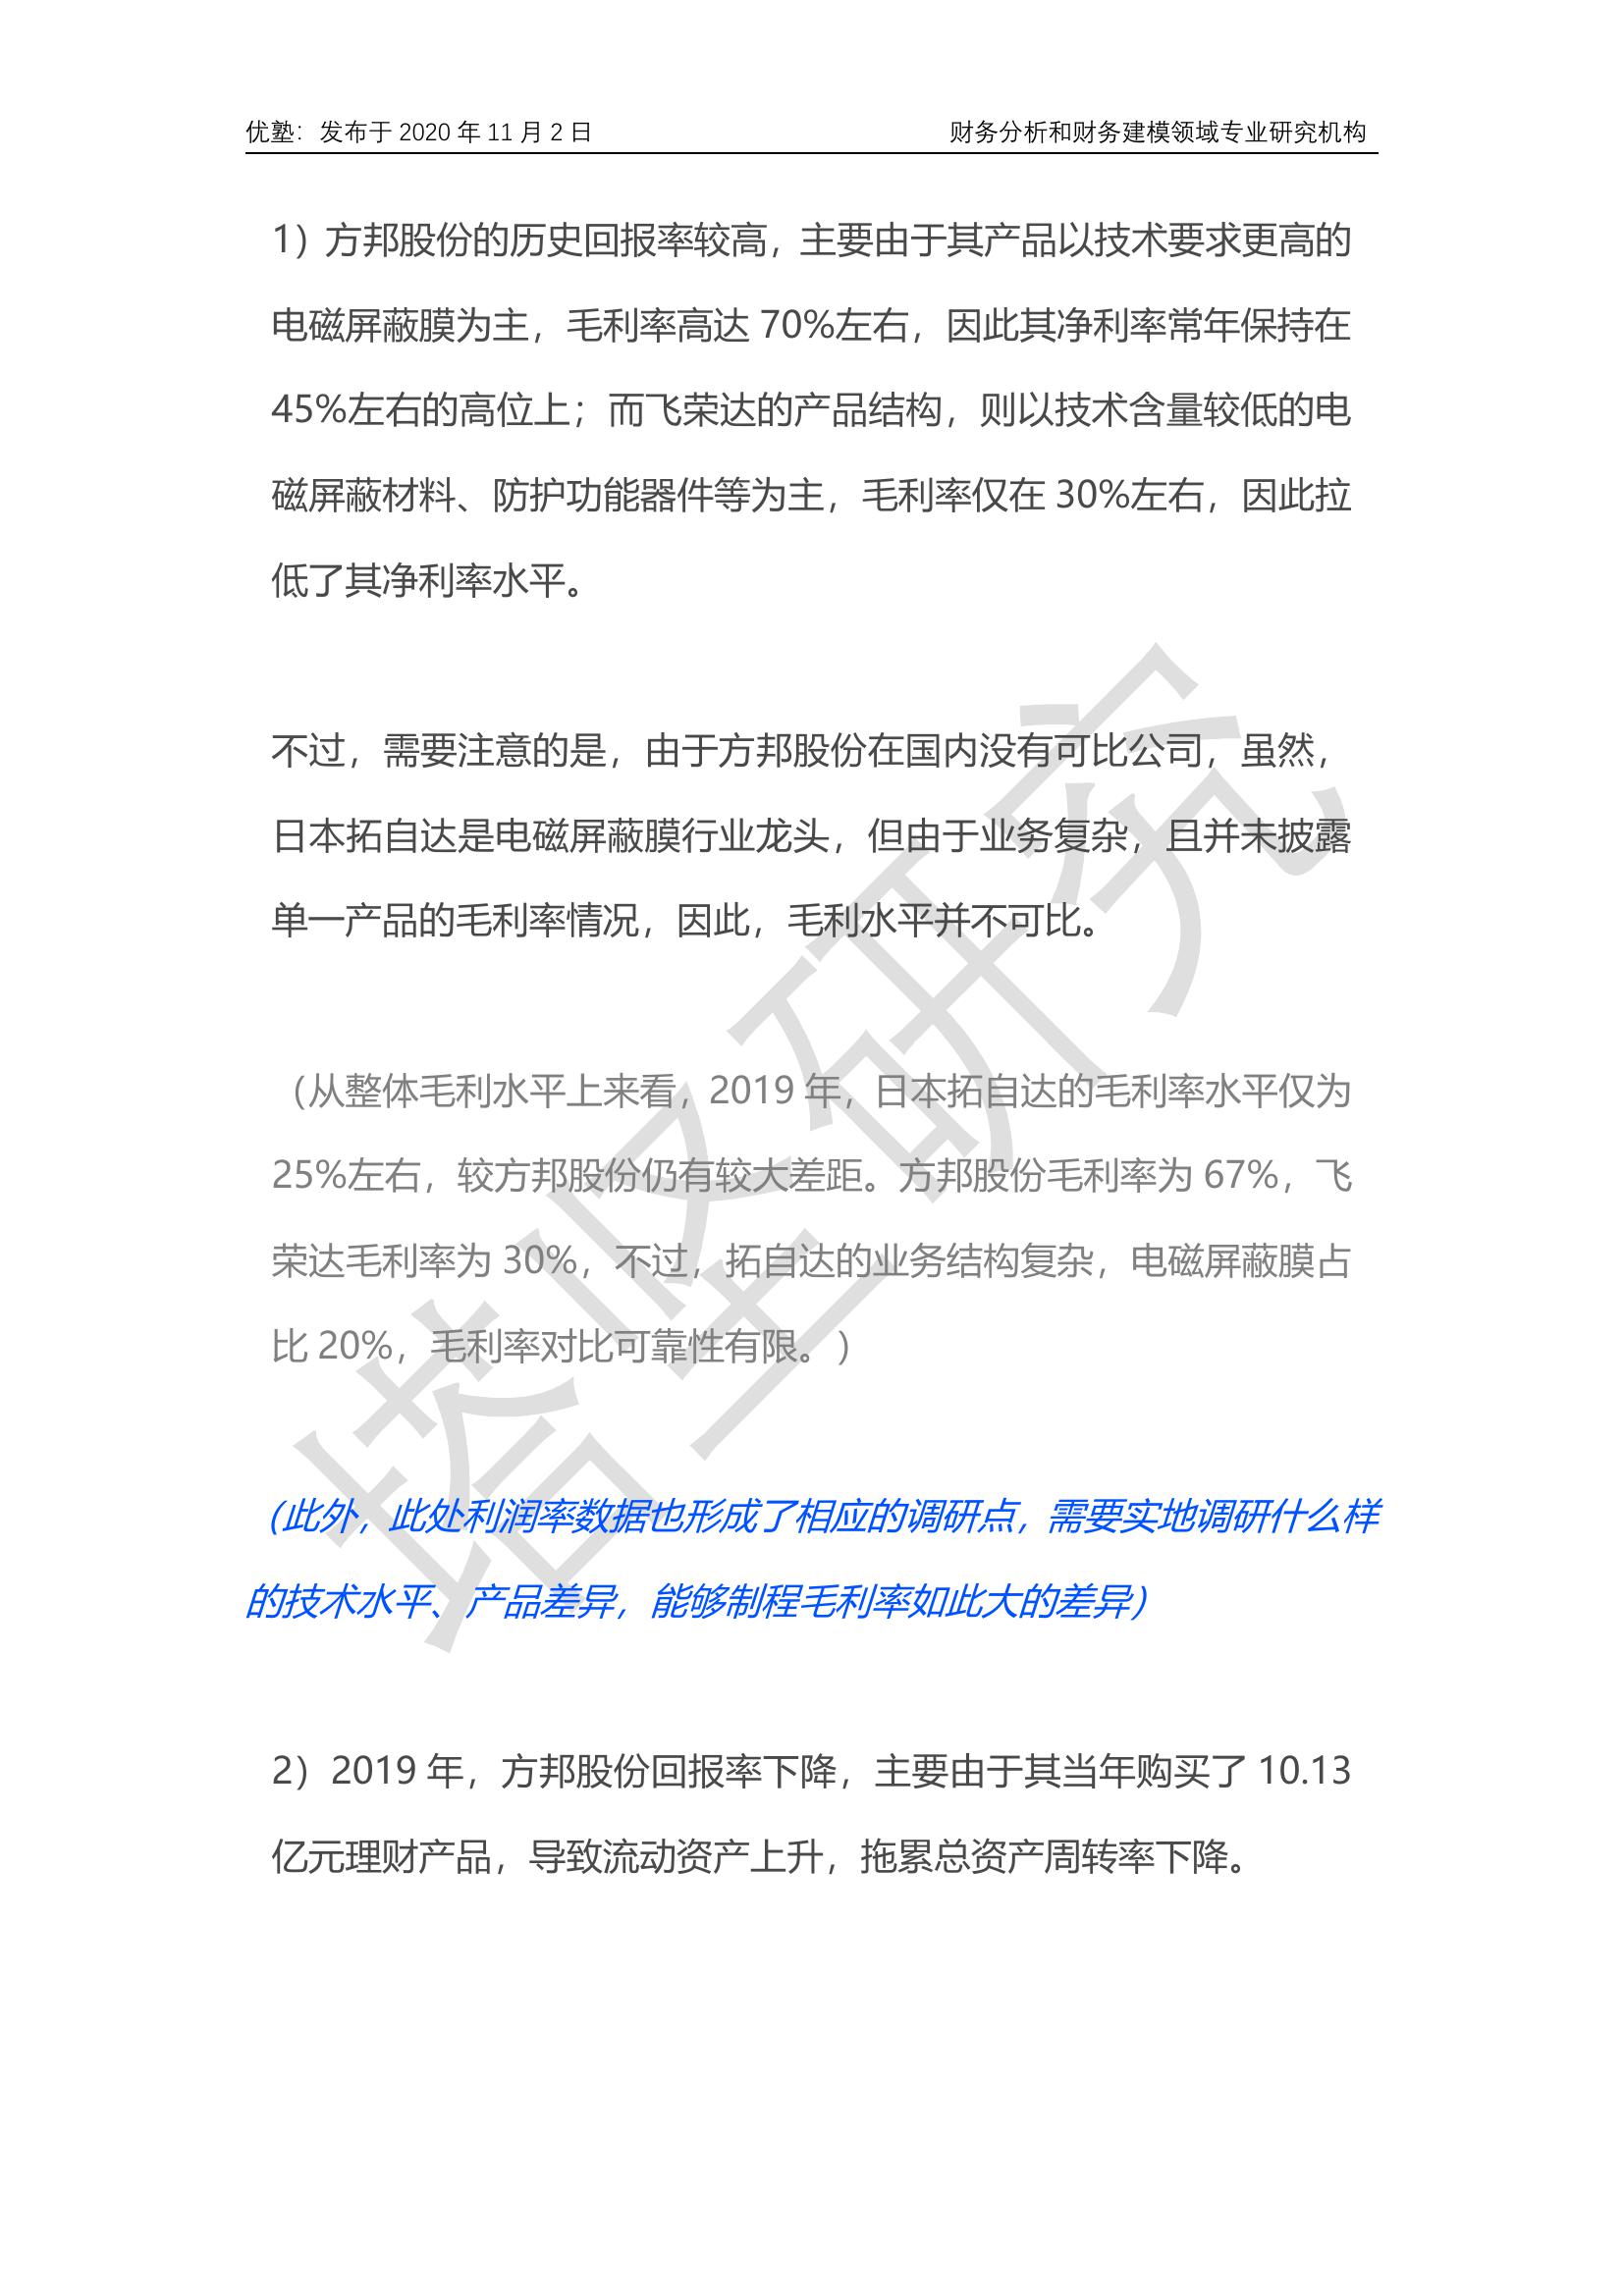 优塾：发布于 2020 年 11 月 2 日
财务分析和财务建模领域专业研究机构
1）方邦股份的历史回报率较高，主要由于其产品以技术要求更高的
电磁屏蔽膜为主，毛利率高达 70%左右，因此其净利率常年保持在
45%左右的高位上；而飞荣达的产品结构，则以技术含量较低的电
磁屏蔽材料、防护功能器件等为主，毛利率仅在 30%左右，因此拉
低了其净利率水平。
不过，需要注意的是，由于方邦股份在国内没有可比公司，虽然，
日本拓自达是电磁屏蔽膜行业龙头，但由于业务复杂，且并未披露
单一产品的毛利率情况，因此，毛利水平并不可比。
（从整体毛利水平上来看，2019 年，日本拓自达的毛利率水平仅为
25%左右，较方邦股份仍有较大差距。方邦股份毛利率为 67%，飞
荣达毛利率为 30%，不过，拓自达的业务结构复杂，电磁屏蔽膜占
比 20%，毛利率对比可靠性有限。）
（此外，此处利润率数据也形成了相应的调研点，需要实地调研什么样
的技术水平、产品差异，能够制程毛利率如此大的差异）
2）2019 年，方邦股份回报率下降，主要由于其当年购买了 10.13
亿元理财产品，导致流动资产上升，拖累总资产周转率下降。
塔坚研究